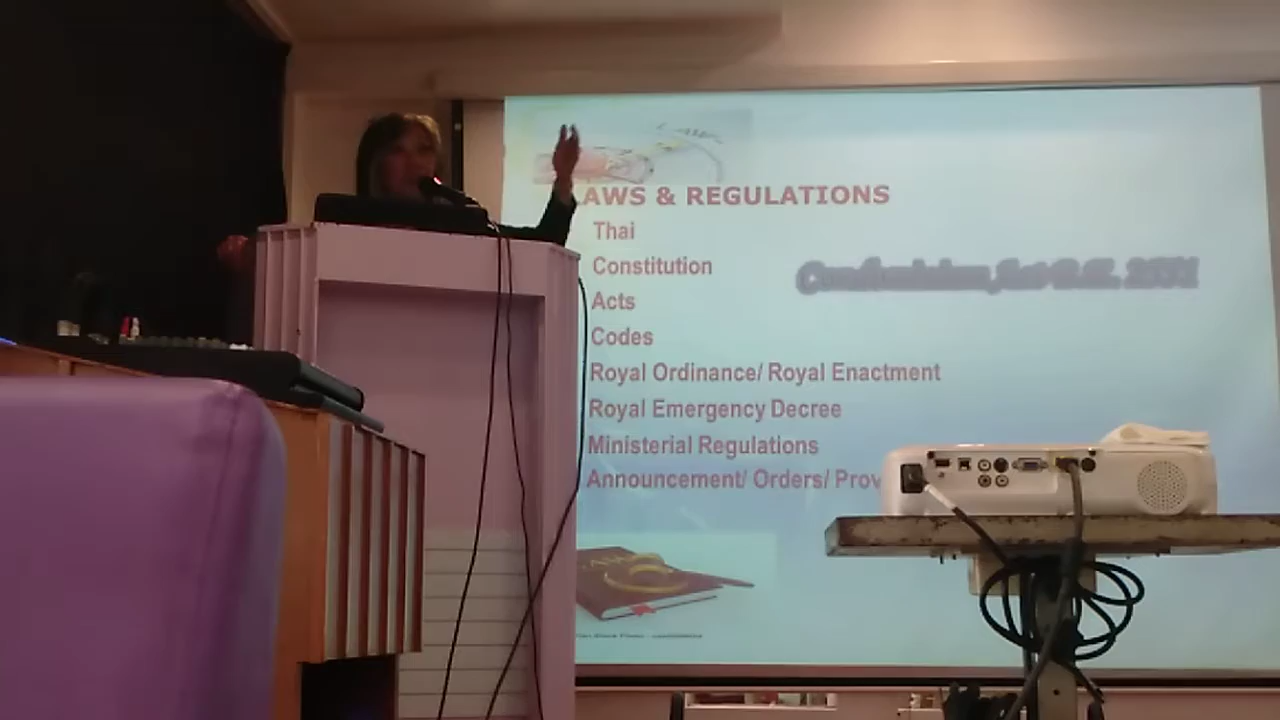 AWS & REGULATIONS
Thai
Constitution
Acts
Codes
Royal Ordinance/ Royal Enactment
Royal Emergency Decree
Ministerial Regulations
Announcement/ Orders/ Prov